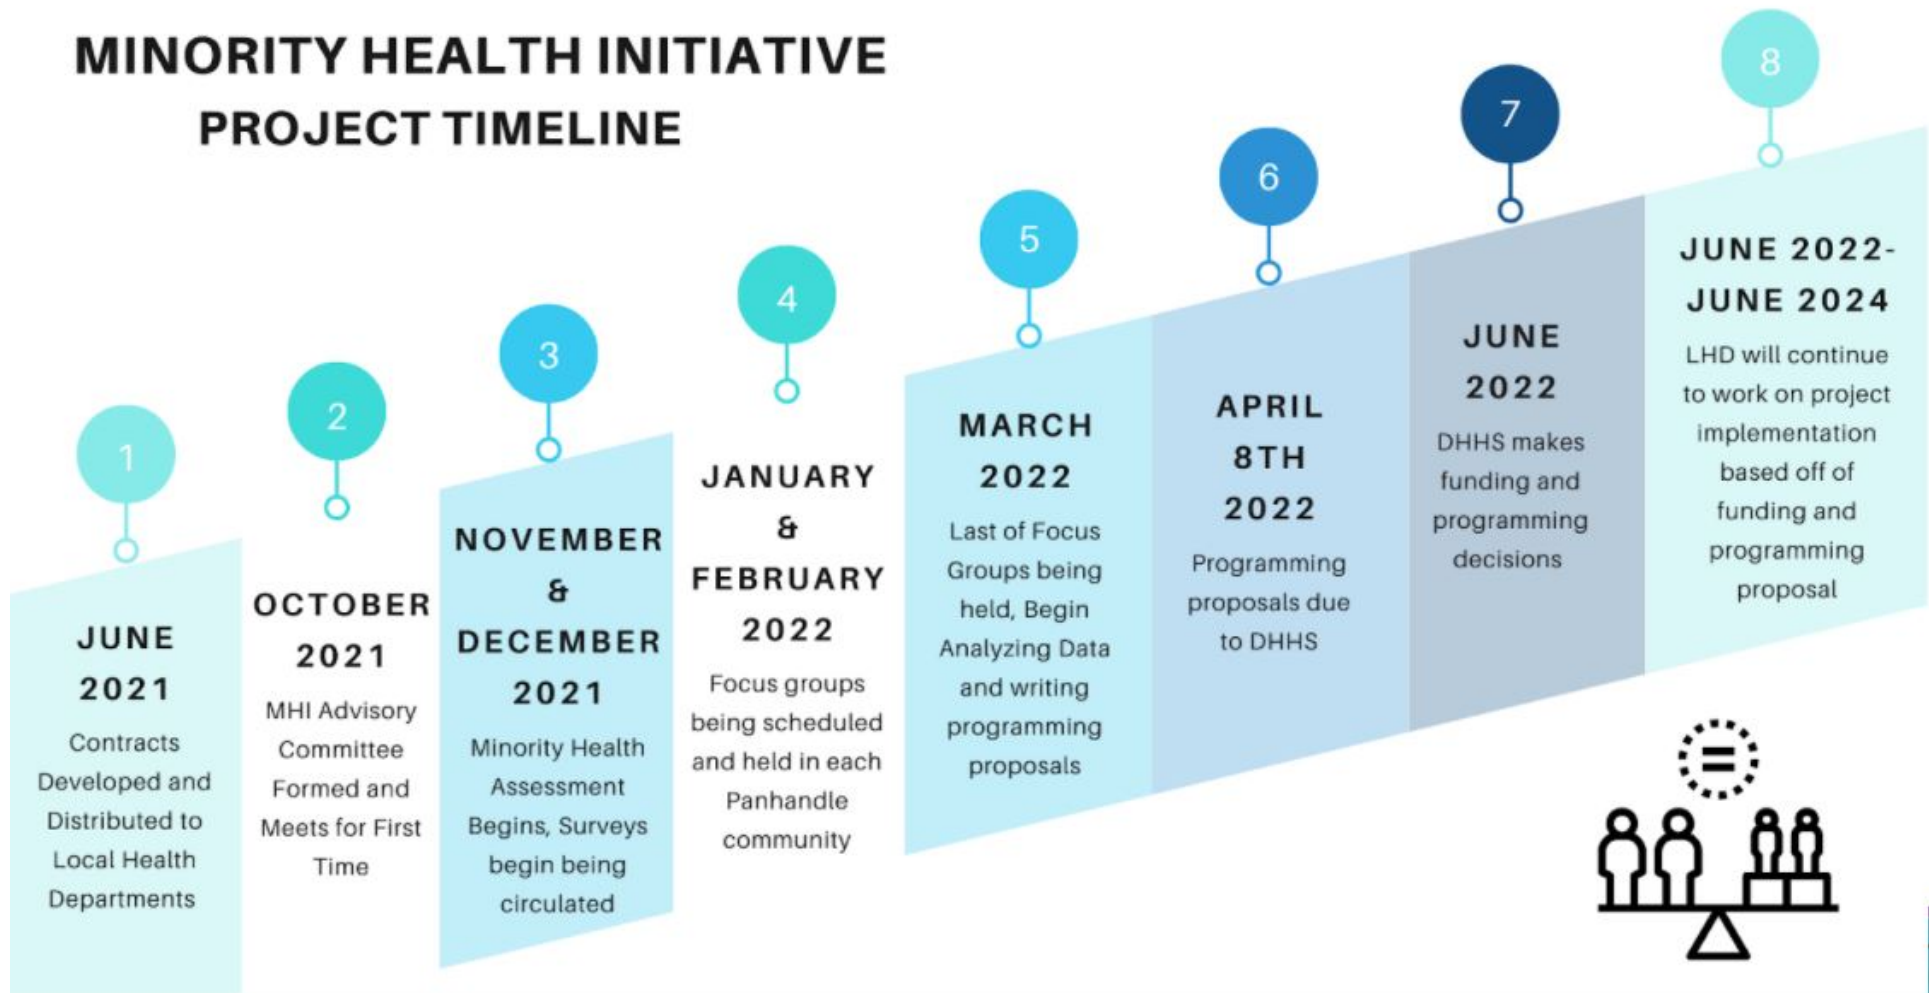 MINORITY HEALTH INITIATIVE
PROJECT TIMELINE
1
JUNE
2021
Contracts
Developed and
Distributed to
Local Health
Departments
2
OCTOBER
2021
MHI Advisory
Committee
Formed and
Meets for First
Time
3
NOVEMBER
&
DECEMBER
2021
Minority Health
Assessment
Begins, Surveys
begin being
circulated
4
JANUARY
&
FEBRUARY
2022
Focus groups
being scheduled
and held in each
Panhandle
community
5
MARCH
2022
Last of Focus
Groups being
held, Begin
Analyzing Data
and writing
programming
proposals
6
APRIL
8TH
2022
Programming
proposals due
to DHHS
7
JUNE
2022
DHHS makes
funding and
programming
decisions
8
JUNE 2022-
JUNE 2024
LHD will continue
to work on project
implementation
based off of
funding and
programming
proposal
=